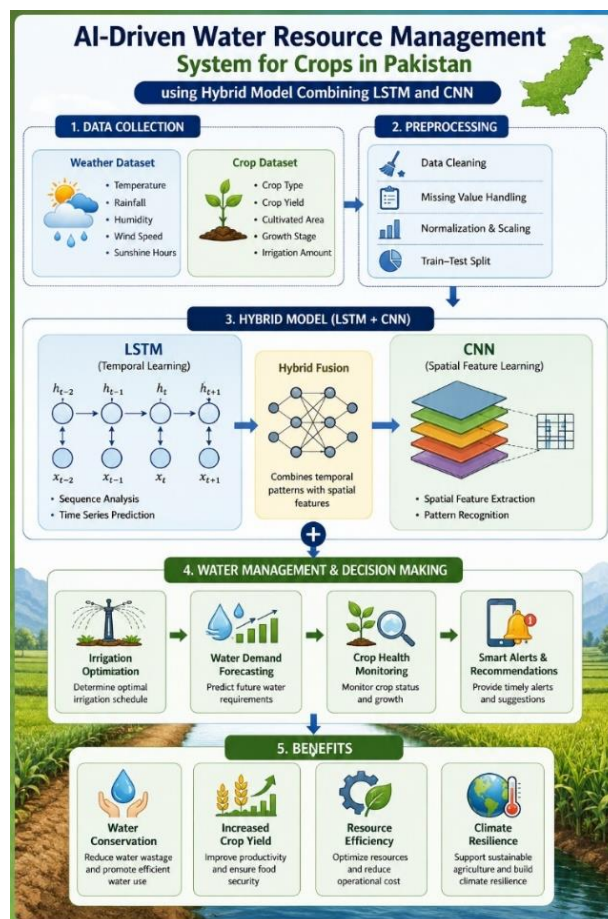 AI-Driven Water Resource Management
System for Crops in Pakistan
using Hybrid Model Combining LSTM and CNN
1. DATA COLLECTION
Weather Dataset
• Temperature
• Rainfall
• Humidity
• Wind Speed
• Sunshine Hours
Crop Dataset
• Crop Type
• Crop Yield
• Cultivated Area
• Growth Stage
• Irrigation Amount
2. PREPROCESSING
Data Cleaning
Missing Value Handling
Normalization & Scaling
Train–Test Split
3. HYBRID MODEL (LSTM + CNN)
LSTM
(Temporal Learning)
h_{t-2} h_{t-1} h_t h_{t+1}
x_{t-2} x_{t-1} x_t x_{t+1}
• Sequence Analysis
• Time Series Prediction
Hybrid Fusion
Combines temporal
patterns with spatial
features
CNN
(Spatial Feature Learning)
• Spatial Feature Extraction
• Pattern Recognition
+
4. WATER MANAGEMENT & DECISION MAKING
Irrigation
Optimization
Determine optimal
irrigation schedule
Water Demand
Forecasting
Predict future water
requirements
Crop Health
Monitoring
Monitor crop status
and growth
1
Smart Alerts &
Recommendations
Provide timely alerts
and suggestions
5. BENEFITS
Water
Conservation
Reduce water wastage
and promote efficient
water use
Increased
Crop Yield
Improve productivity
and ensure food
security
Resource
Efficiency
Optimize resources
and reduce
operational cost
Climate
Resilience
Support sustainable
agriculture and build
climate resilience